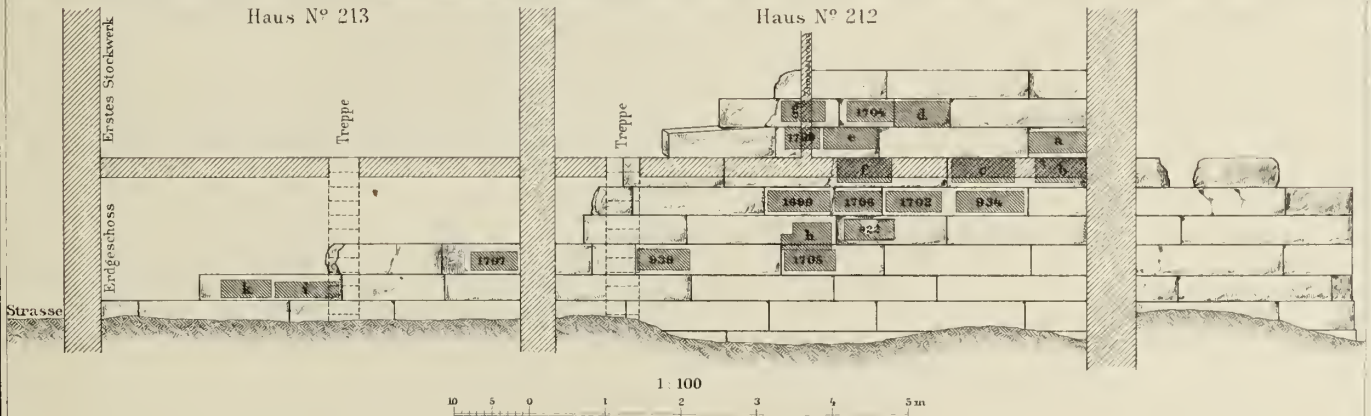 Haus Nº 213
Haus Nº 212
Erstes Stockwerk
Treppe
Treppe
1704 d
e
a
f c b
1699 1706 1702 934
h 922
Erdgeschoss
1707 939 1705
k i
Strasse
1 : 100
10 5 0 1 2 3 4 5 m